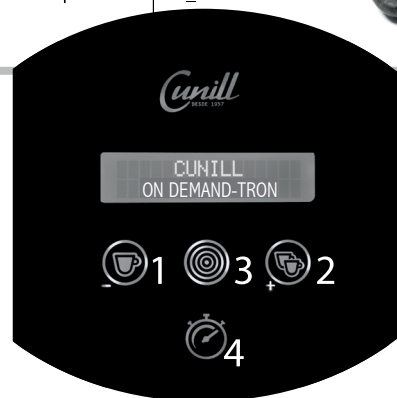 Cunill
DESDE 1957
CUNILL
ON DEMAND-TRON
1 3 2
- +
4